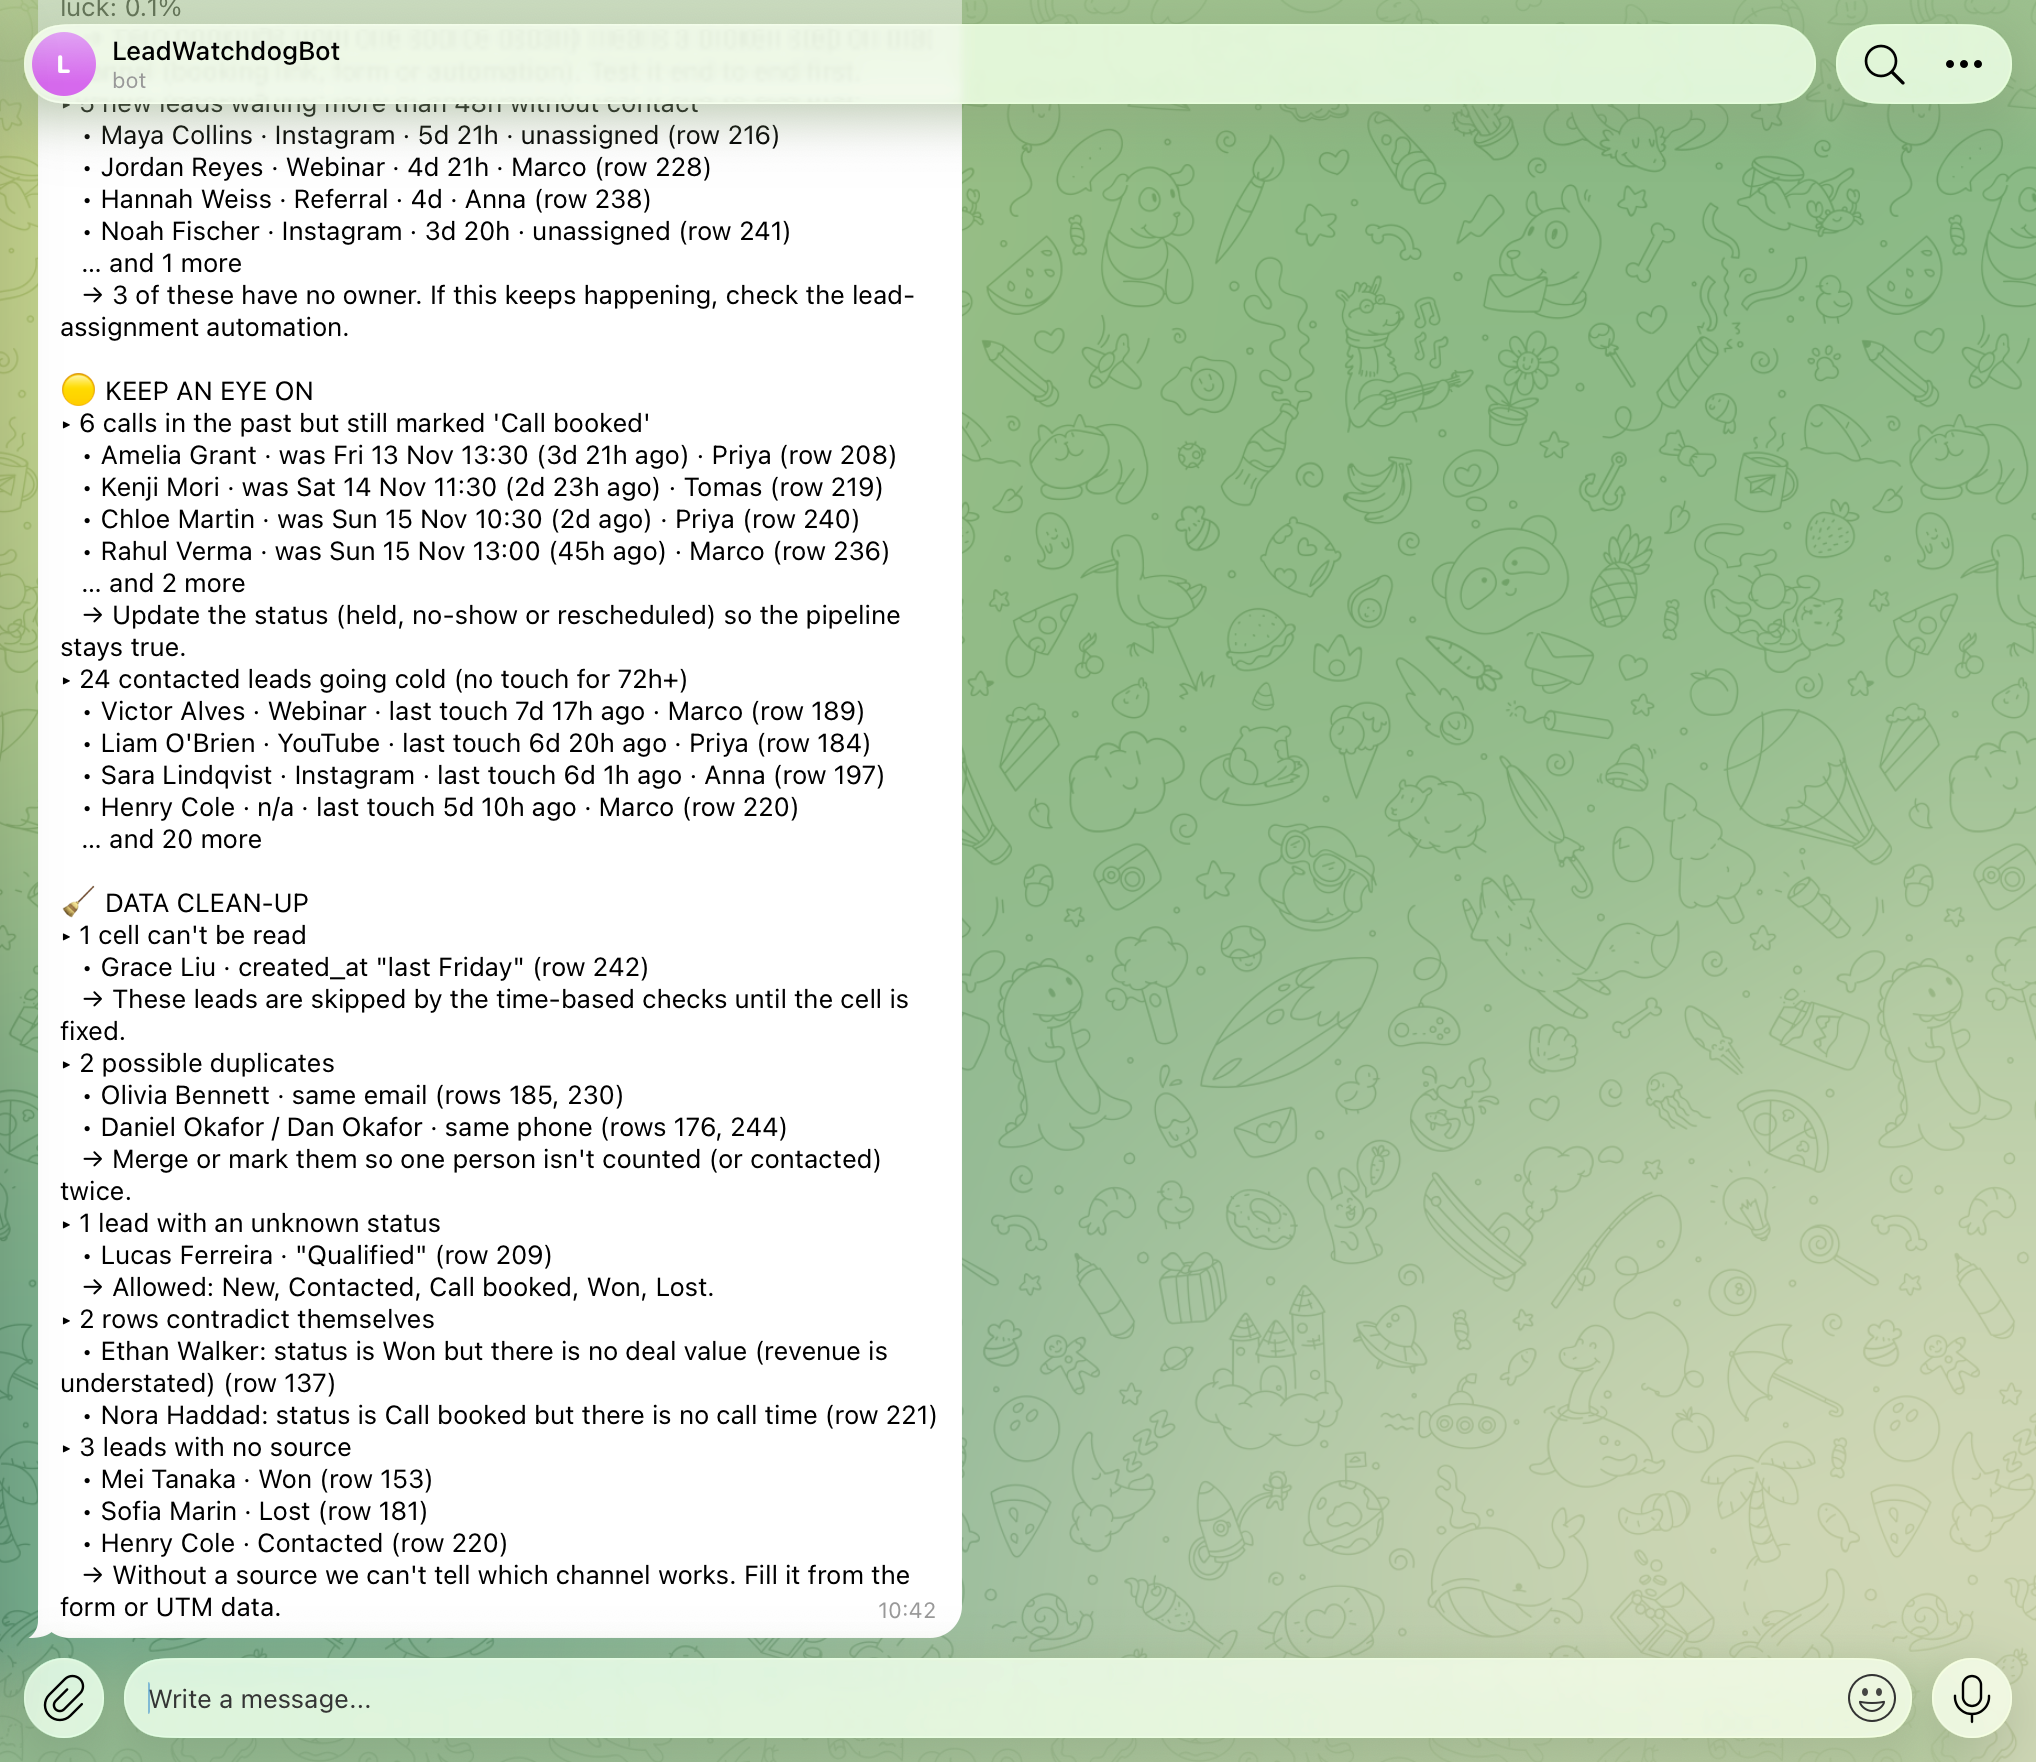 luck: 0.1%
LeadWatchdogBot
bot
▸ 5 new leads waiting more than 48h without contact
• Maya Collins · Instagram · 5d 21h · unassigned (row 216)
• Jordan Reyes · Webinar · 4d 21h · Marco (row 228)
• Hannah Weiss · Referral · 4d · Anna (row 238)
• Noah Fischer · Instagram · 3d 20h · unassigned (row 241)
... and 1 more
→ 3 of these have no owner. If this keeps happening, check the lead-
assignment automation.
🟡 KEEP AN EYE ON
▸ 6 calls in the past but still marked 'Call booked'
• Amelia Grant · was Fri 13 Nov 13:30 (3d 21h ago) · Priya (row 208)
• Kenji Mori · was Sat 14 Nov 11:30 (2d 23h ago) · Tomas (row 219)
• Chloe Martin · was Sun 15 Nov 10:30 (2d ago) · Priya (row 240)
• Rahul Verma · was Sun 15 Nov 13:00 (45h ago) · Marco (row 236)
... and 2 more
→ Update the status (held, no-show or rescheduled) so the pipeline
stays true.
▸ 24 contacted leads going cold (no touch for 72h+)
• Victor Alves · Webinar · last touch 7d 17h ago · Marco (row 189)
• Liam O'Brien · YouTube · last touch 6d 20h ago · Priya (row 184)
• Sara Lindqvist · Instagram · last touch 6d 1h ago · Anna (row 197)
• Henry Cole · n/a · last touch 5d 10h ago · Marco (row 220)
... and 20 more
🧹 DATA CLEAN-UP
▸ 1 cell can't be read
• Grace Liu · created_at "last Friday" (row 242)
→ These leads are skipped by the time-based checks until the cell is
fixed.
▸ 2 possible duplicates
• Olivia Bennett · same email (rows 185, 230)
• Daniel Okafor / Dan Okafor · same phone (rows 176, 244)
→ Merge or mark them so one person isn't counted (or contacted)
twice.
▸ 1 lead with an unknown status
• Lucas Ferreira · "Qualified" (row 209)
→ Allowed: New, Contacted, Call booked, Won, Lost.
▸ 2 rows contradict themselves
• Ethan Walker: status is Won but there is no deal value (revenue is
understated) (row 137)
• Nora Haddad: status is Call booked but there is no call time (row 221)
▸ 3 leads with no source
• Mei Tanaka · Won (row 153)
• Sofia Marin · Lost (row 181)
• Henry Cole · Contacted (row 220)
→ Without a source we can't tell which channel works. Fill it from the
form or UTM data.
10:42
Write a message...